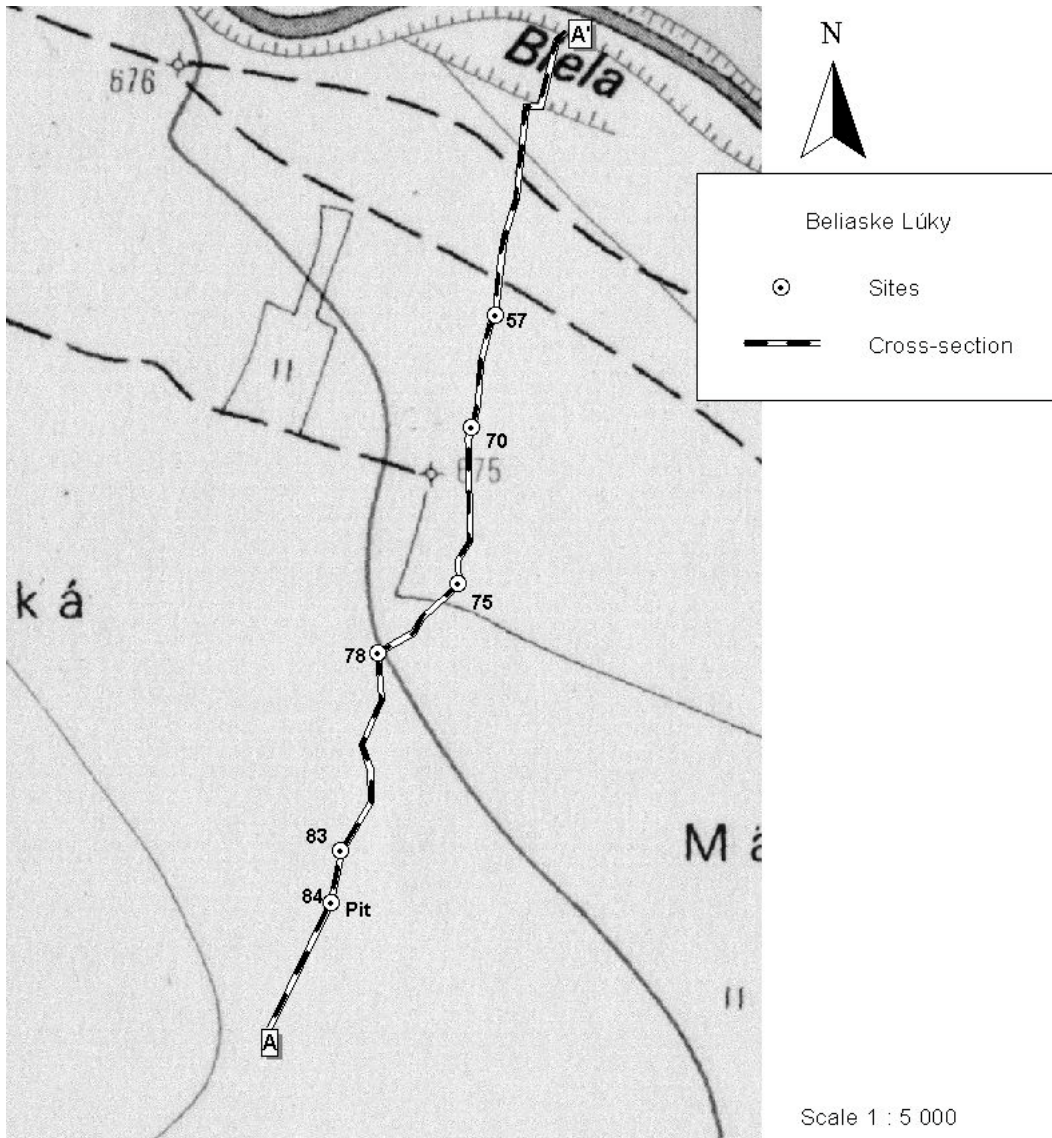 A'
Biela
676
N
Beliaske Lúky
Sites
Cross-section
57
70
675
75
k á
78
83
M á
84
Pit
A
Scale 1 : 5 000